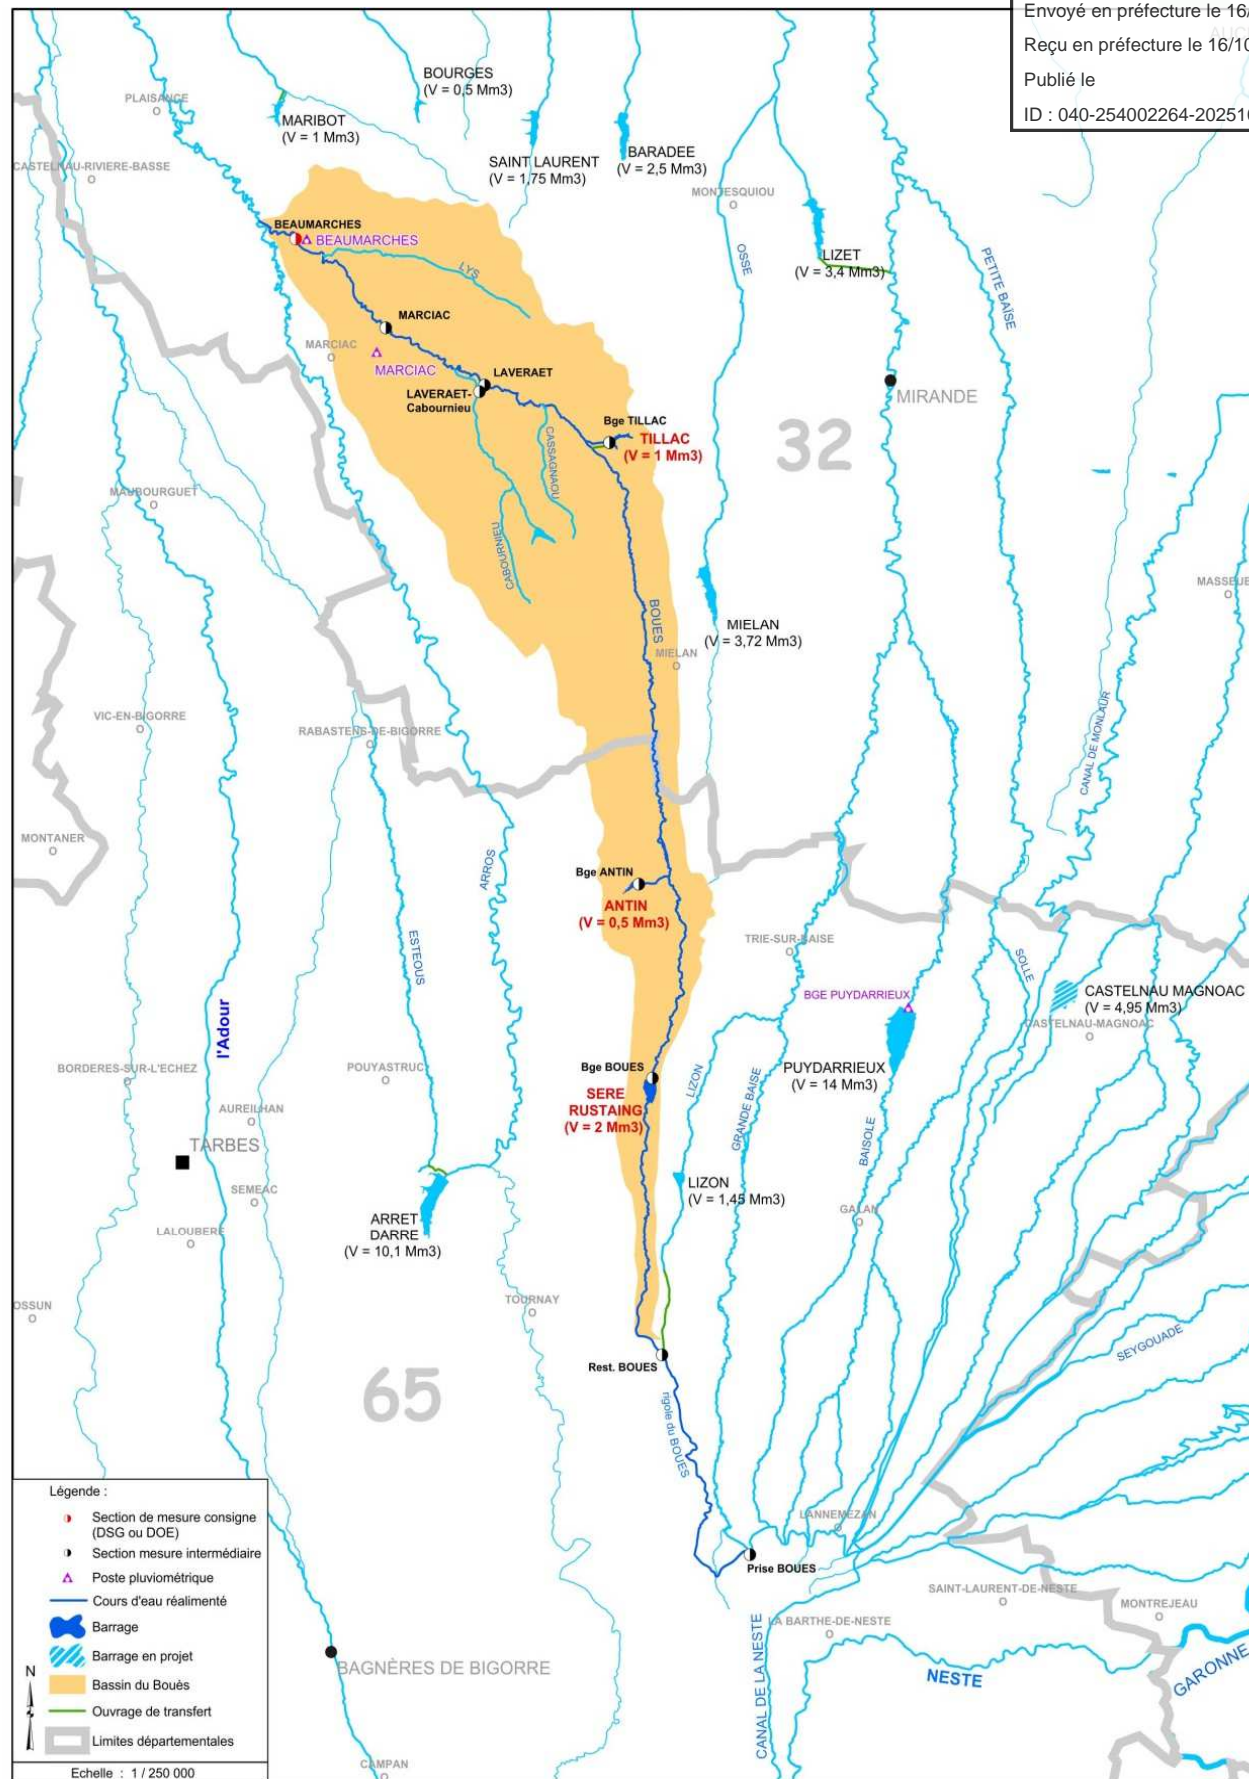 Envoyé en préfecture le 16/
Reçu en préfecture le 16/10
Publié le
ID : 040-254002264-202510
BOURGES
(V = 0,5 Mm3)
PLAISANCE
MARIBOT
(V = 1 Mm3)
SAINT LAURENT
(V = 1,75 Mm3)
BARADEE
(V = 2,5 Mm3)
CASTELNAU-RIVIERE-BASSE
MONTESQUIOU
BEAUMARCHES
BEAUMARCHES
LYS
OSSE
LIZET
(V = 3,4 Mm3)
PETITE BAÏSE
MARCIAC
MARCIAC
MARCIAC
LAVERAET
LAVERAET-
Cabournieu
MIRANDE
Bge TILLAC
TILLAC
(V = 1 Mm3)
32
CASSAGNAOU
MAUBOURGUET
CABOURNIEU
MASSEUBE
BOUES
MIELAN
(V = 3,72 Mm3)
MIELAN
VIC-EN-BIGORRE
RABASTENS-DE-BIGORRE
CANAL DE MONLAUR
MONTANER
ARROS
Bge ANTIN
ANTIN
(V = 0,5 Mm3)
ESTEOUS
TRIE-SUR-BAISE
SOLLE
BGE PUYDARRIEUX
CASTELNAU MAGNOAC
(V = 4,95 Mm3)
CASTELNAU-MAGNOAC
l'Adour
BORDERES-SUR-L'ECHEZ
POUYASTRUC
Bge BOUES
SERE
RUSTAING
(V = 2 Mm3)
LIZON
GRANDE BAISE
PUYDARRIEUX
(V = 14 Mm3)
BAISOLE
AUREILHAN
TARBES
SEMEAC
LALOUBERE
ARRET
DARRE
(V = 10,1 Mm3)
LIZON
(V = 1,45 Mm3)
GALAN
OSSUN
TOURNAY
SEYGOUADE
65
Rest. BOUES
rigole du BOUES
LANNEMEZAN
Prise BOUES
SAINT-LAURENT-DE-NESTE
MONTREJEAU
LA BARTHE-DE-NESTE
CANAL DE LA NESTE
NESTE
GARONNE
BAGNÈRES DE BIGORRE
CAMPAN
Légende :
Section de mesure consigne
(DSG ou DOE)
Section mesure intermédiaire
Poste pluviométrique
Cours d'eau réalimenté
Barrage
Barrage en projet
Bassin du Bouès
Ouvrage de transfert
Limites départementales
N
Echelle : 1 / 250 000